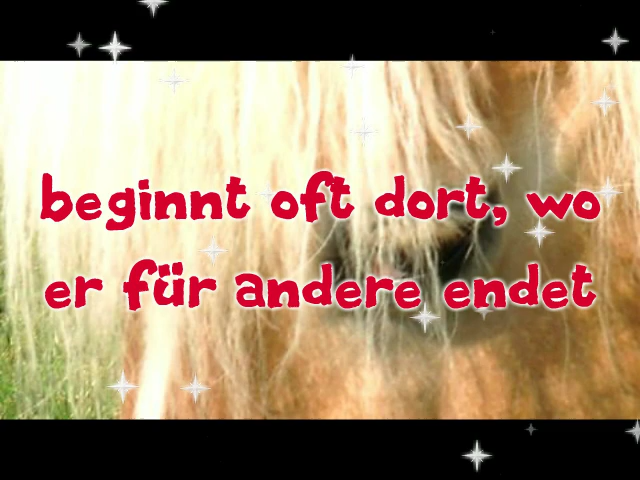 beginnt oft dort, wo
er für andere endet